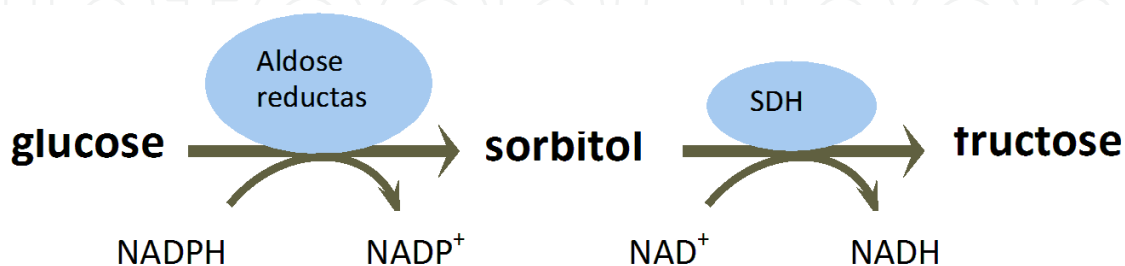 Aldose
reductas
SDH
glucose
sorbitol
fructose
NADPH
NADP⁺
NAD⁺
NADH